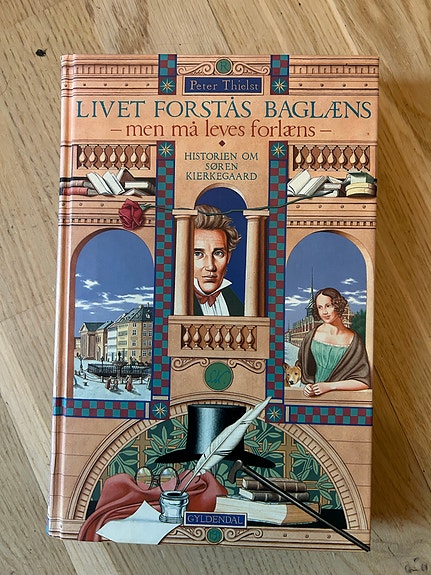 Peter Thielst
LIVET FORSTÅS BAGLÆNS
– men må leves forlæns –
HISTORIEN OM
SØREN
KIERKEGAARD
GYLDENDAL